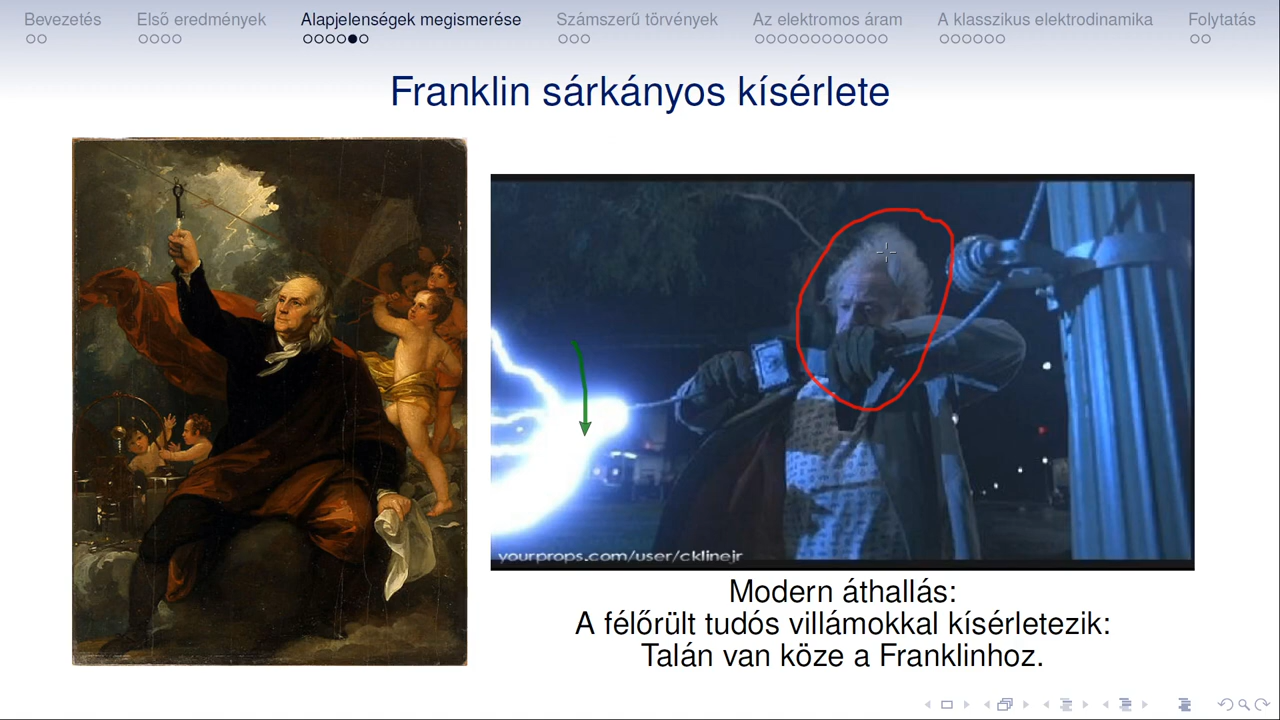 Bevezetés
Első eredmények
Alapjelenségek megismerése
Számszerű törvények
Az elektromos áram
A klasszikus elektrodinamika
Folytatás
Franklin sárkányos kísérlete
yourprops.com/user/cklinejr
Modern áthallás:
A félőrült tudós villámokkal kísérletezik:
Talán van köze a Franklinhoz.